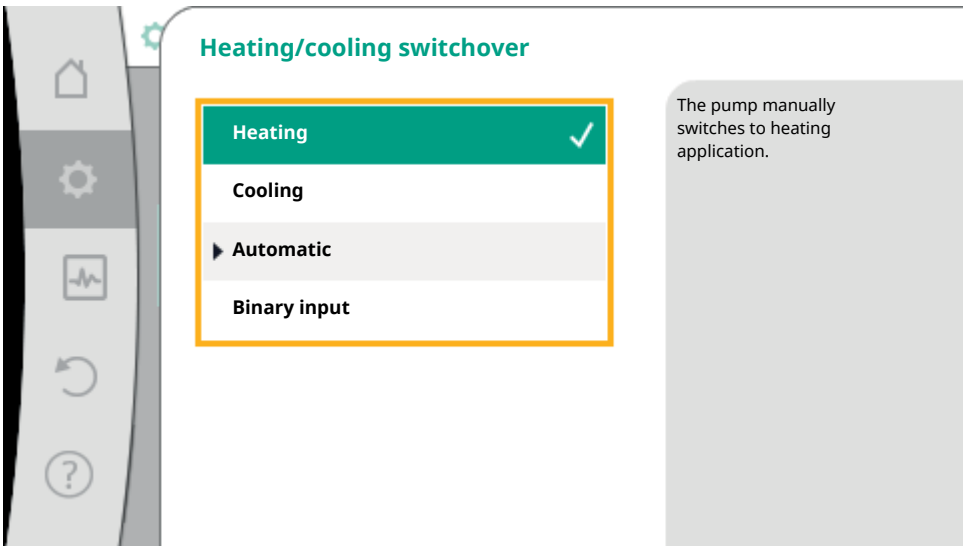 Heating/cooling switchover
Heating
Cooling
Automatic
Binary input
The pump manually
switches to heating
application.